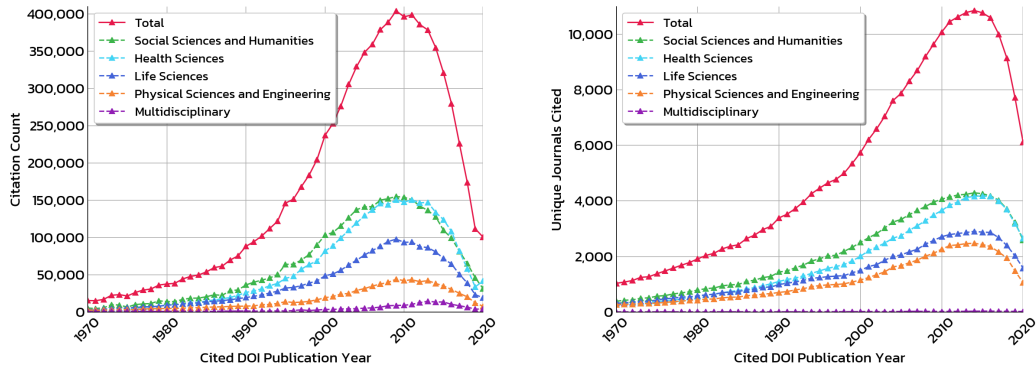 Citation Count
400,000
350,000
300,000
250,000
200,000
150,000
100,000
50,000
0
Total
Social Sciences and Humanities
Health Sciences
Life Sciences
Physical Sciences and Engineering
Multidisciplinary
1970
1980
1990
2000
2010
2020
Cited DOI Publication Year
Unique Journals Cited
10,000
8,000
6,000
4,000
2,000
0
Total
Social Sciences and Humanities
Health Sciences
Life Sciences
Physical Sciences and Engineering
Multidisciplinary
1970
1980
1990
2000
2010
2020
Cited DOI Publication Year